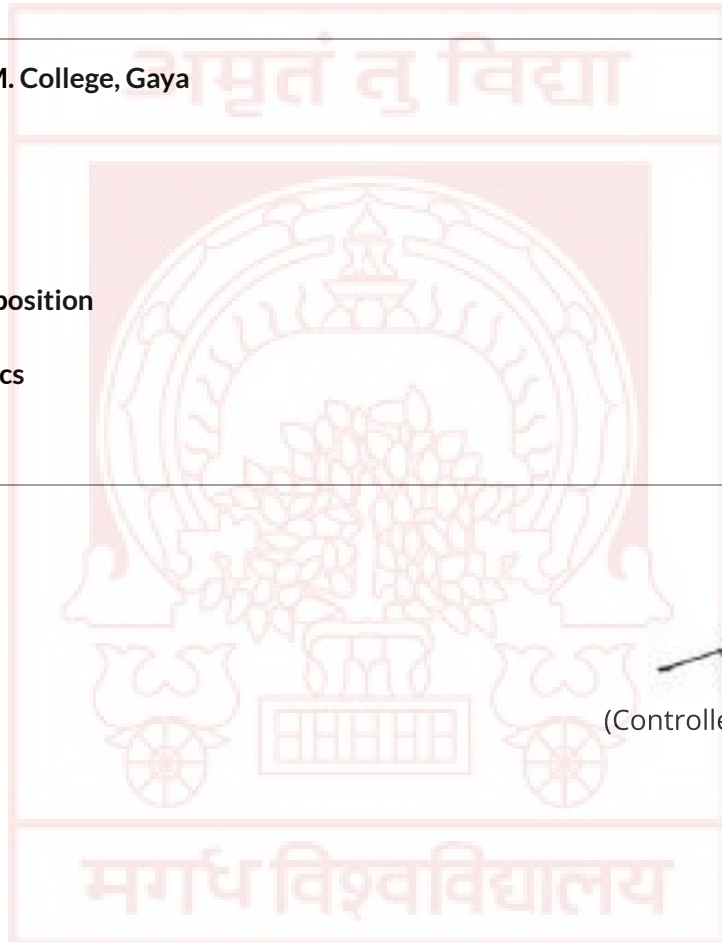 अमृतं तु विद्या
M. College, Gaya
position
cs
(Controlle
मगध विश्वविद्यालय